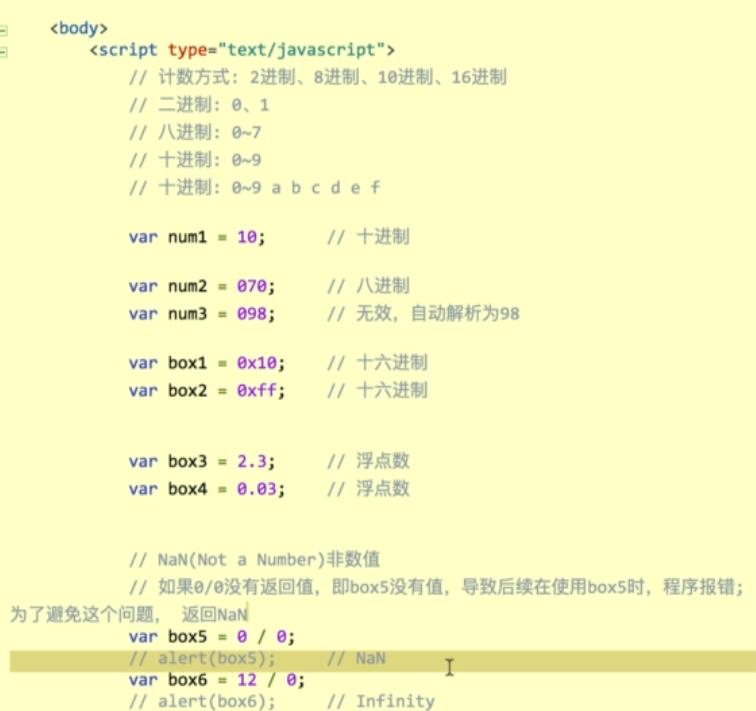 <body>
<script type="text/javascript">
// 计数方式: 2进制、8进制、10进制、16进制
// 二进制: 0、1
// 八进制: 0~7
// 十进制: 0~9
// 十进制: 0~9 a b c d e f
var num1 = 10; // 十进制
var num2 = 070; // 八进制
var num3 = 098; // 无效, 自动解析为98
var box1 = 0x10; // 十六进制
var box2 = 0xff; // 十六进制
var box3 = 2.3; // 浮点数
var box4 = 0.03; // 浮点数
// NaN(Not a Number)非数值
// 如果0/0没有返回值, 即box5没有值, 导致后续在使用box5时, 程序报错;
为了避免这个问题, 返回NaN
var box5 = 0 / 0;
// alert(box5); // NaN
var box6 = 12 / 0;
// alert(box6); // Infinity